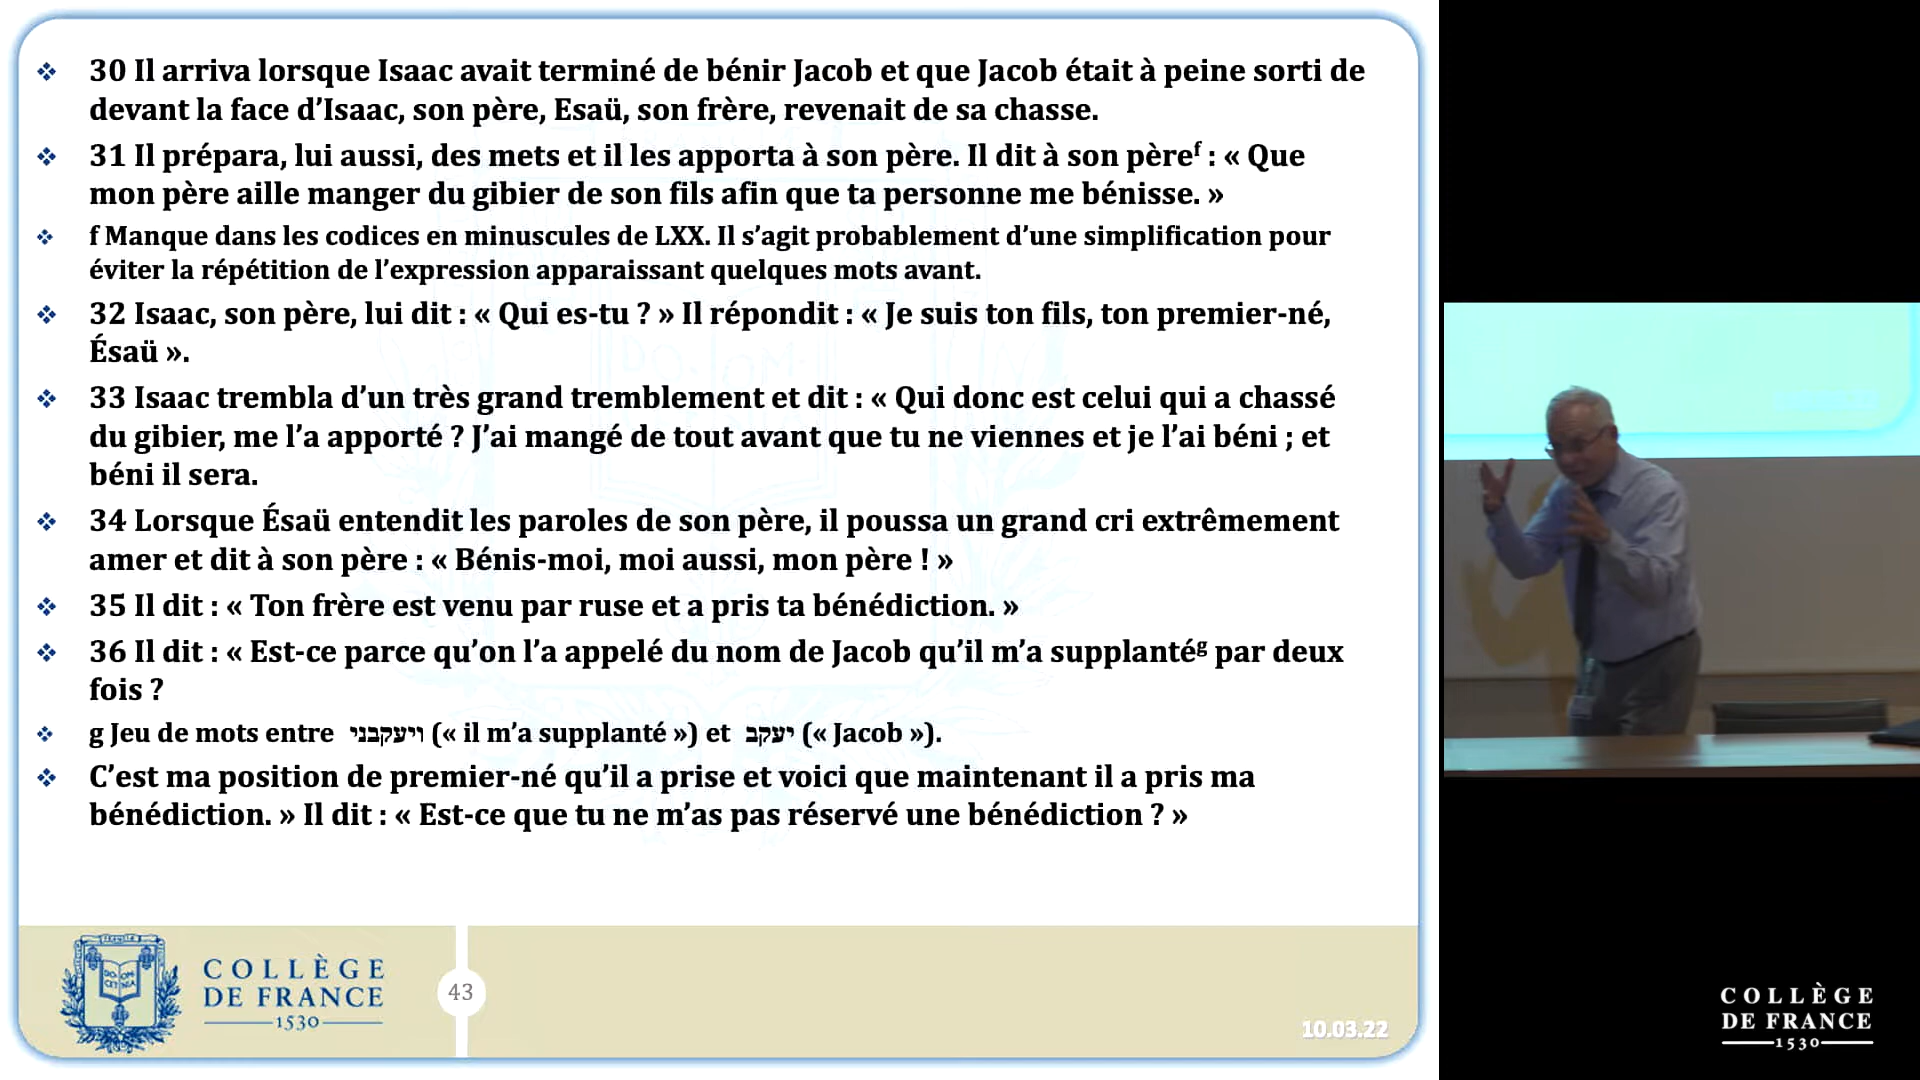 30 Il arriva lorsque Isaac avait terminé de bénir Jacob et que Jacob était à peine sorti de
devant la face d’Isaac, son père, Esaü, son frère, revenait de sa chasse.
31 Il prépara, lui aussi, des mets et il les apporta à son père. Il dit à son pèreᶠ : « Que
mon père aille manger du gibier de son fils afin que ta personne me bénisse. »
f Manque dans les codices en minuscules de LXX. Il s’agit probablement d’une simplification pour
éviter la répétition de l’expression apparaissant quelques mots avant.
32 Isaac, son père, lui dit : « Qui es-tu ? » Il répondit : « Je suis ton fils, ton premier-né,
Ésaü ».
33 Isaac trembla d’un très grand tremblement et dit : « Qui donc est celui qui a chassé
du gibier, me l’a apporté ? J’ai mangé de tout avant que tu ne viennes et je l’ai béni ; et
béni il sera.
34 Lorsque Ésaü entendit les paroles de son père, il poussa un grand cri extrêmement
amer et dit à son père : « Bénis-moi, moi aussi, mon père ! »
35 Il dit : « Ton frère est venu par ruse et a pris ta bénédiction. »
36 Il dit : « Est-ce parce qu’on l’a appelé du nom de Jacob qu’il m’a supplantéᵍ par deux
fois ?
g Jeu de mots entre ויעקבני (« il m’a supplanté ») et יעקב (« Jacob »).
C’est ma position de premier-né qu’il a prise et voici que maintenant il a pris ma
bénédiction. » Il dit : « Est-ce que tu ne m’as pas réservé une bénédiction ? »
COLLÈGE
DE FRANCE
1530
43
10.03.22
COLLÈGE
DE FRANCE
1530